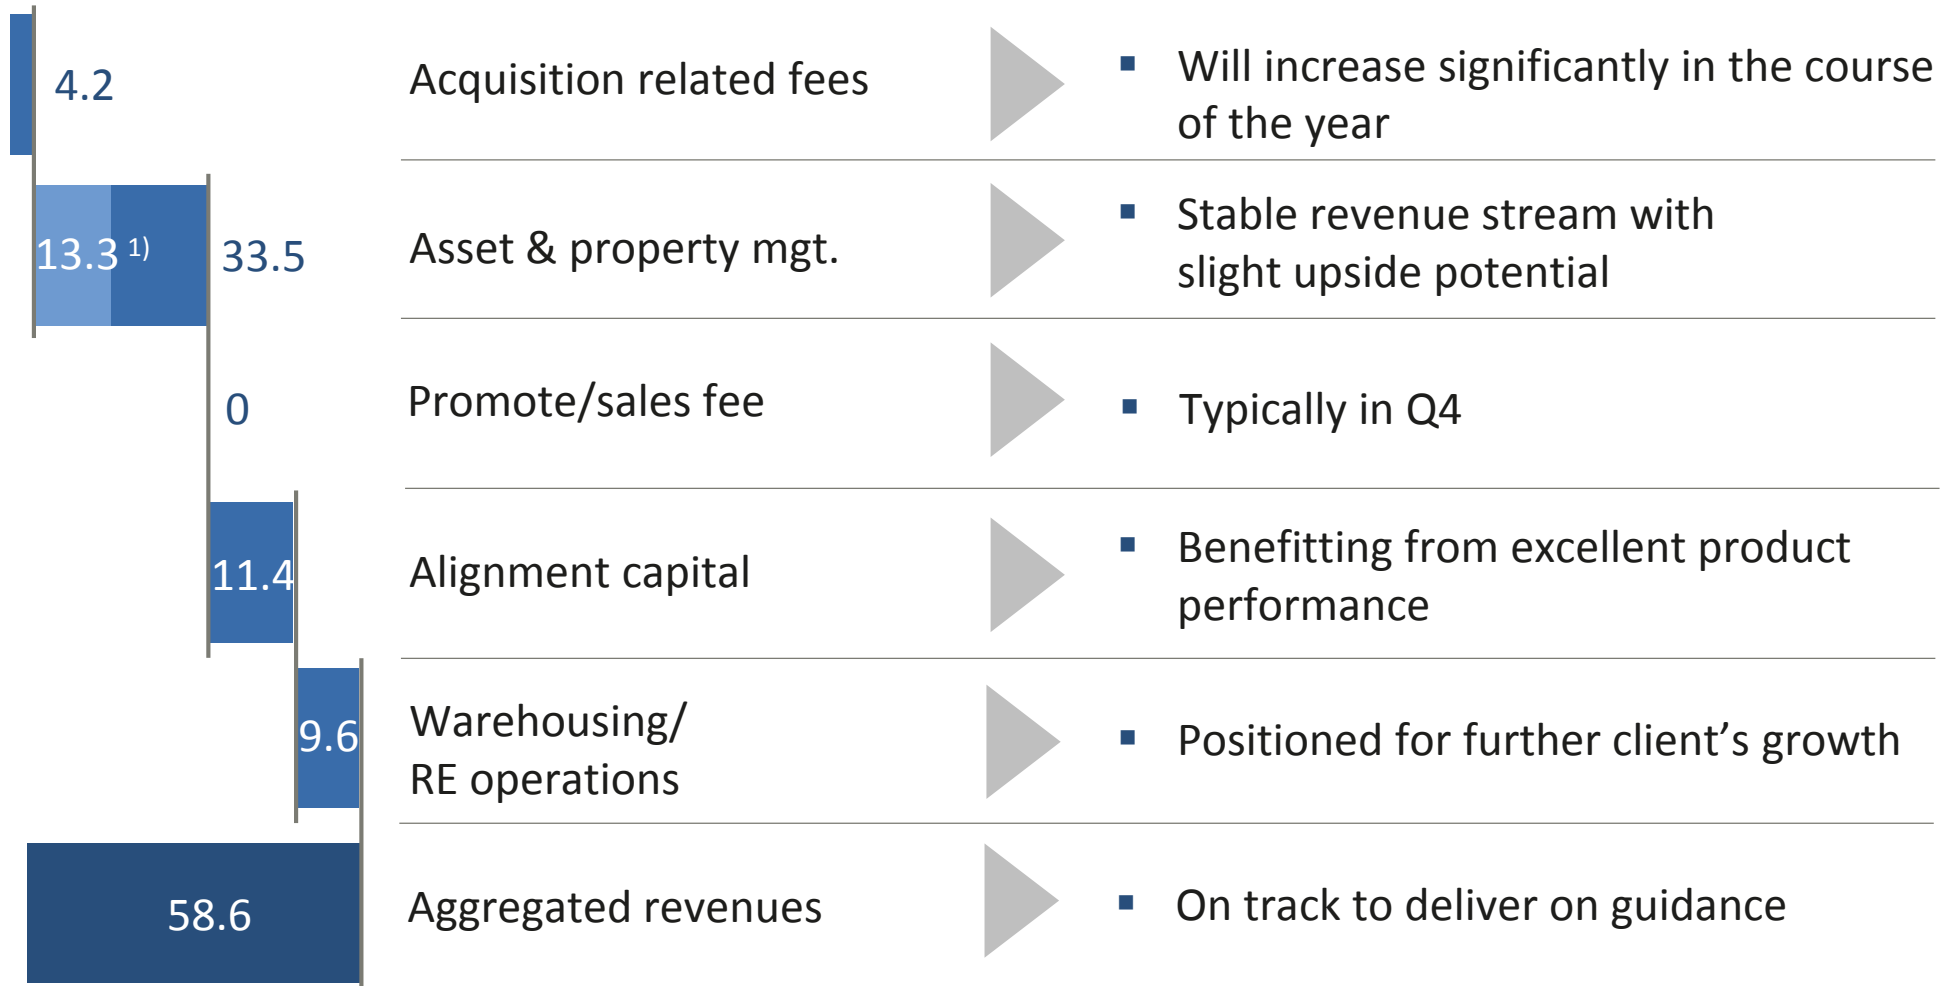 4.2
Acquisition related fees
▪ Will increase significantly in the course
of the year
13.3 1)
33.5
Asset & property mgt.
▪ Stable revenue stream with
slight upside potential
0
Promote/sales fee
▪ Typically in Q4
11.4
Alignment capital
▪ Benefitting from excellent product
performance
9.6
Warehousing/
RE operations
▪ Positioned for further client’s growth
58.6
Aggregated revenues
▪ On track to deliver on guidance